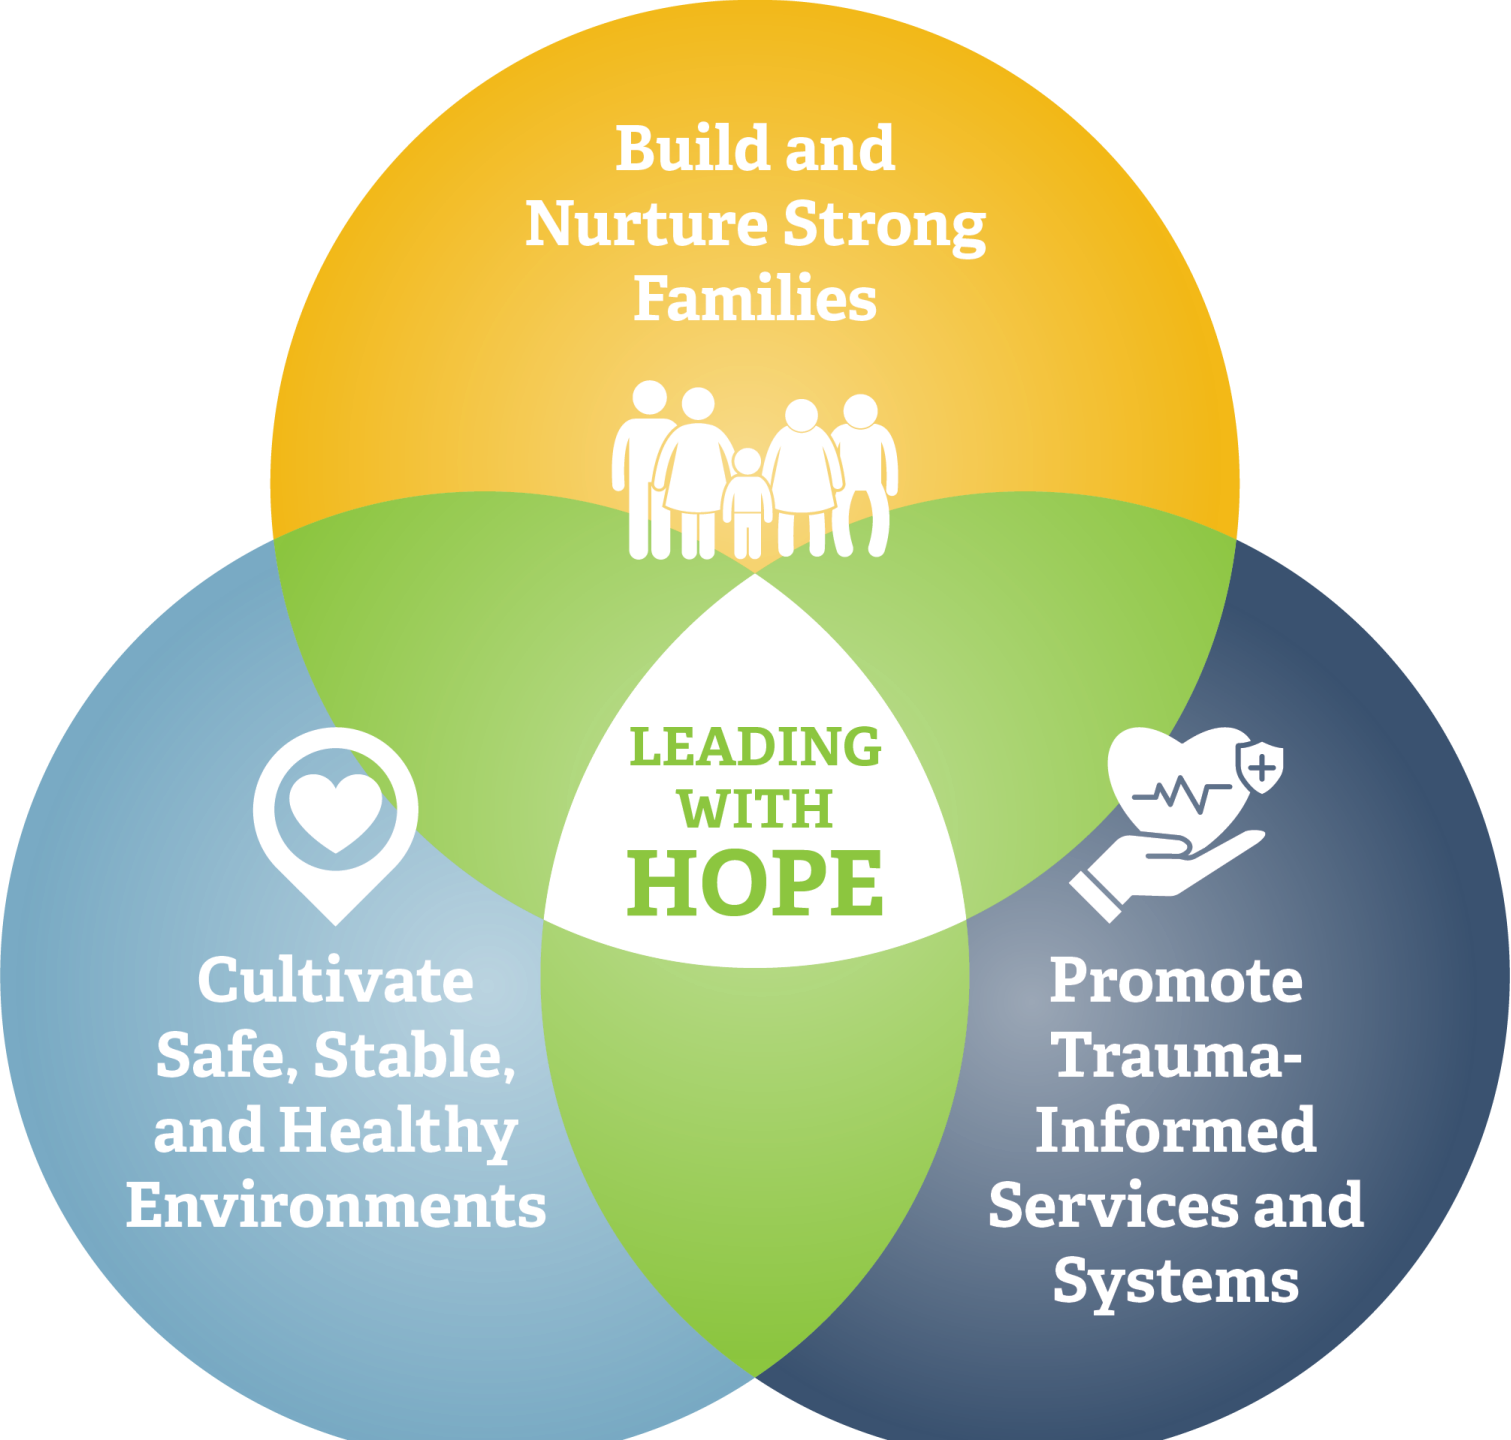 Build and
Nurture Strong
Families
LEADING
WITH
HOPE
Cultivate
Safe, Stable,
and Healthy
Environments
Promote
Trauma-
Informed
Services and
Systems